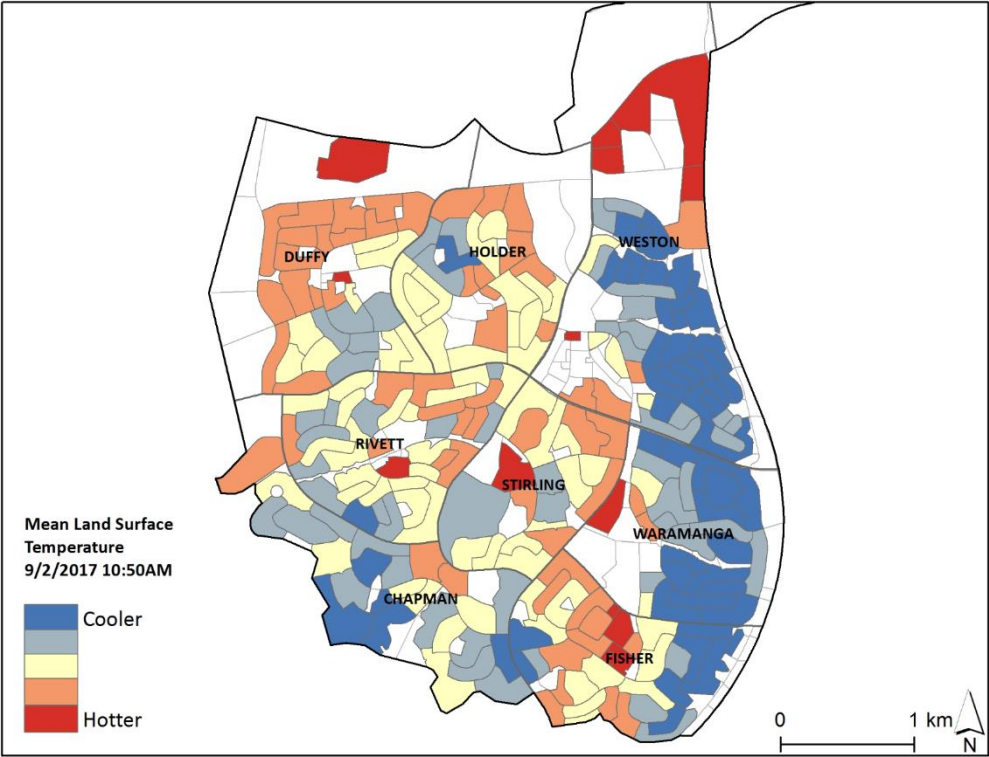 WESTON
DUFFY
HOLDER
RIVETT
STIRLING
WARAMANGA
CHAPMAN
FISHER
Mean Land Surface
Temperature
9/2/2017 10:50AM
Cooler
Hotter
0 1 km
N